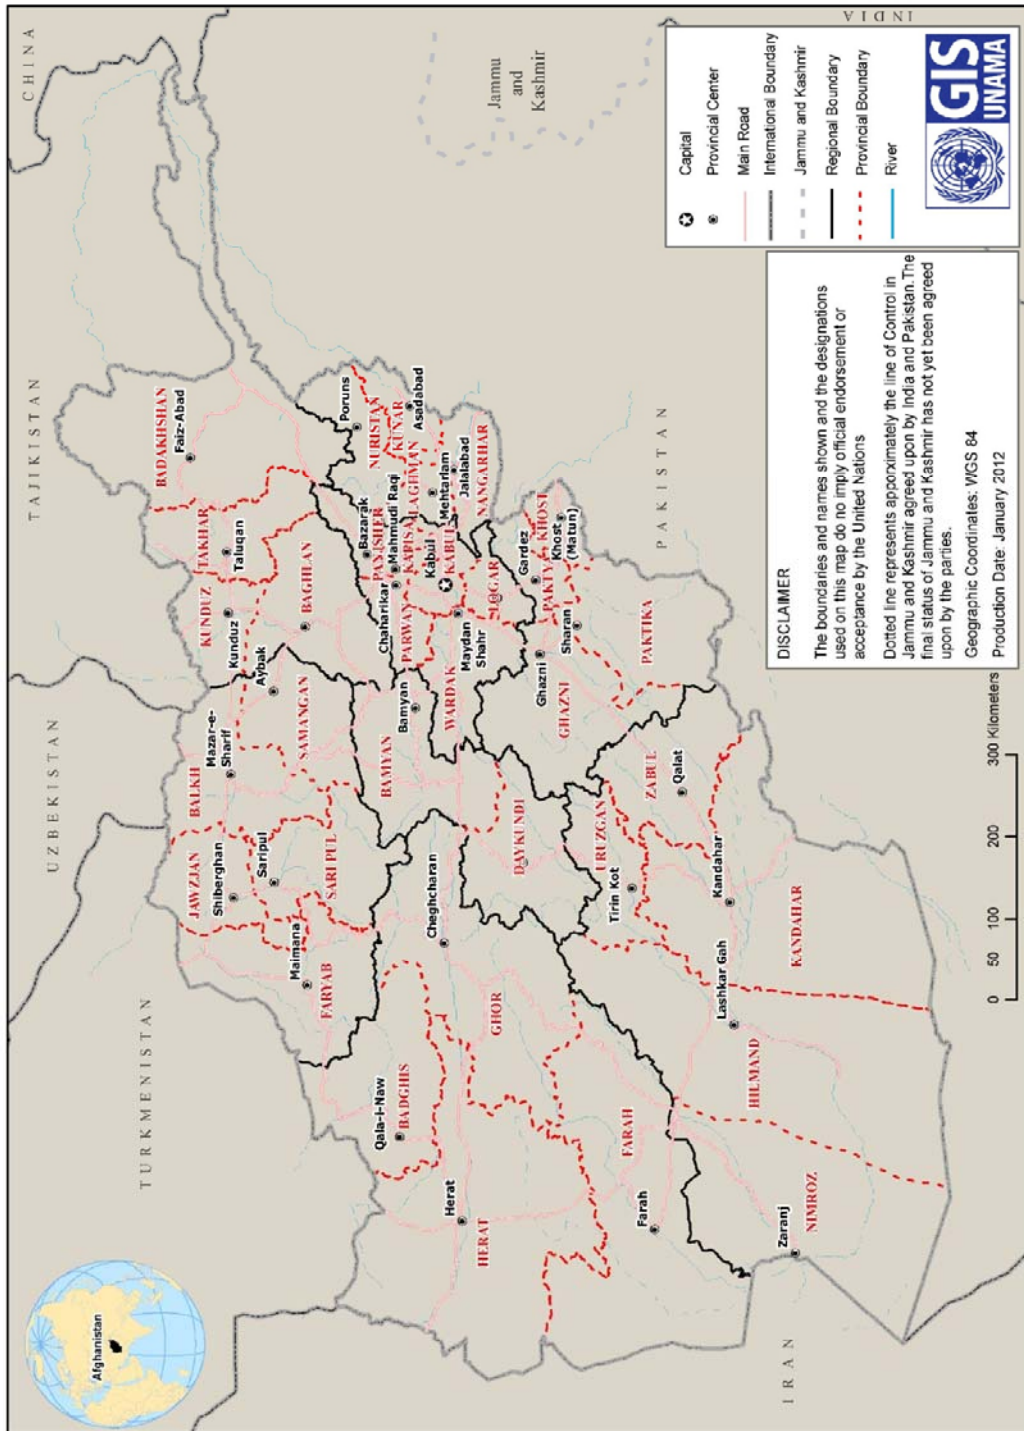 CHINA
TAJIKISTAN
UZBEKISTAN
TURKMENISTAN
IRAN
PAKISTAN
INDIA
Jammu
and
Kashmir
Afghanistan
BADAKHSHAN
Faiz-Abad
TAKHAR
Taluqan
KUNDUZ
Kunduz
BAGHLAN
Aybak
SAMANGAN
BALKH
Mazar-e-
Sharif
JAWZJAN
Shiberghan
Saripul
SARI PUL
Maimana
FARYAB
Qala-I-Naw
BADGHIS
Herat
HERAT
GHOR
Cheghcharan
BAMYAN
Bamyan
DAYKUNDI
WARDAK
Maydan
Shahr
PARWAN
Chaharikar
Bazarak
PANJSHER
Mahmudi Raqi
KAPISA
Kabul
KABUL
LAGHMAN
Mehtarlam
NURISTAN
Poruns
KUNAR
Asadabad
Jalalabad
NANGARHAR
LOGAR
Gardez
PAKTYA
KHOST
Khost
(Matun)
Sharan
PAKTIKA
Ghazni
GHAZNI
ZABUL
Qalat
URUZGAN
Tirin Kot
Kandahar
KANDAHAR
Lashkar Gah
HILMAND
FARAH
Farah
Zaranj
NIMROZ
0 50 100 200 300 Kilometers
DISCLAIMER
The boundaries and names shown and the designations
used on this map do no imply official endorsement or
acceptance by the United Nations
Dotted line represents apporximately the line of Control in
Jammu and Kashmir agreed upon by India and Pakistan.The
final status of Jammu and Kashmir has not yet been agreed
upon by the parties.
Geographic Coordinates: WGS 84
Production Date: January 2012
Capital
Provincial Center
Main Road
International Boundary
Jammu and Kashmir
Regional Boundary
Provincial Boundary
River
GIS
UNAMA